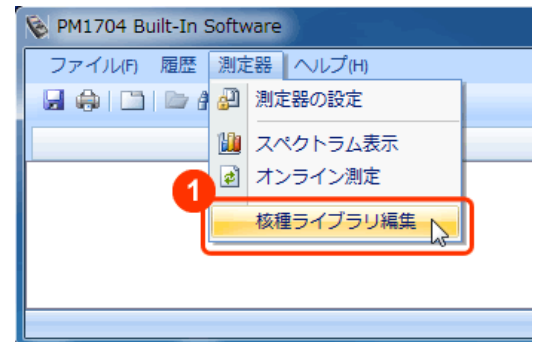 PM1704 Built-In Software
ファイル(F) 履歴 測定器 ヘルプ(H)
測定器の設定
スペクトラム表示
オンライン測定
1
核種ライブラリ編集